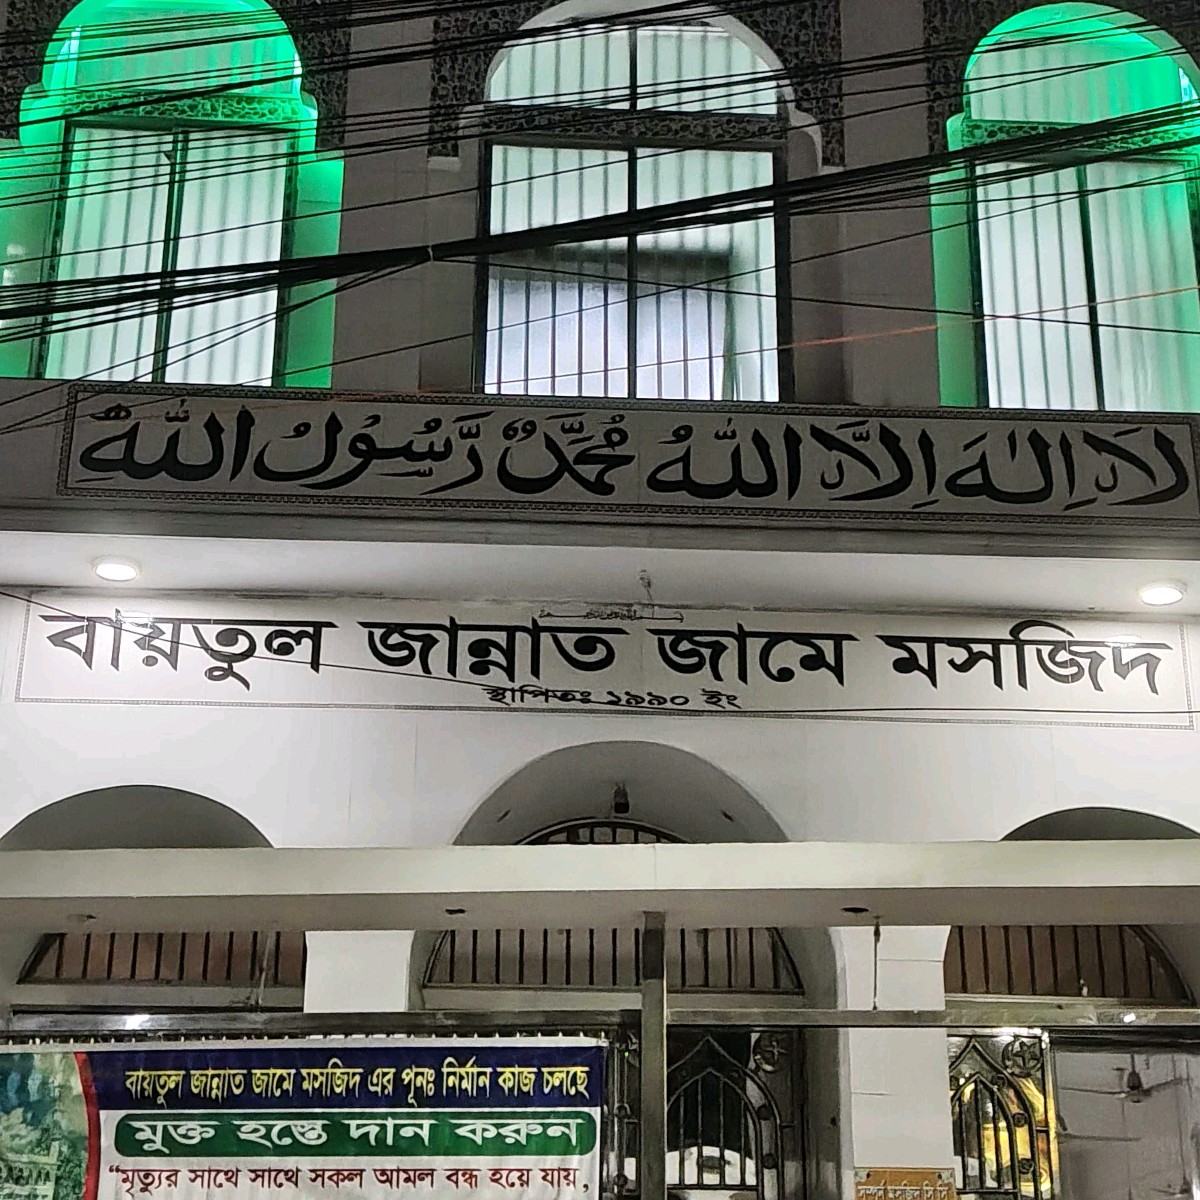 لَا اِلٰهَ اِلَّا اللّٰهُ مُحَمَّدٌ رَّسُوْلُ اللّٰهِ
বায়তুল জান্নাত জামে মসজিদ
স্থাপিতঃ ১৯৯০ ইং
বায়তুল জান্নাত জামে মসজিদ এর পূনঃ নির্মান কাজ চলছে
মুক্ত হস্তে দান করুন
“মৃত্যুর সাথে সাথে সকল আমল বন্ধ হয়ে যায়,